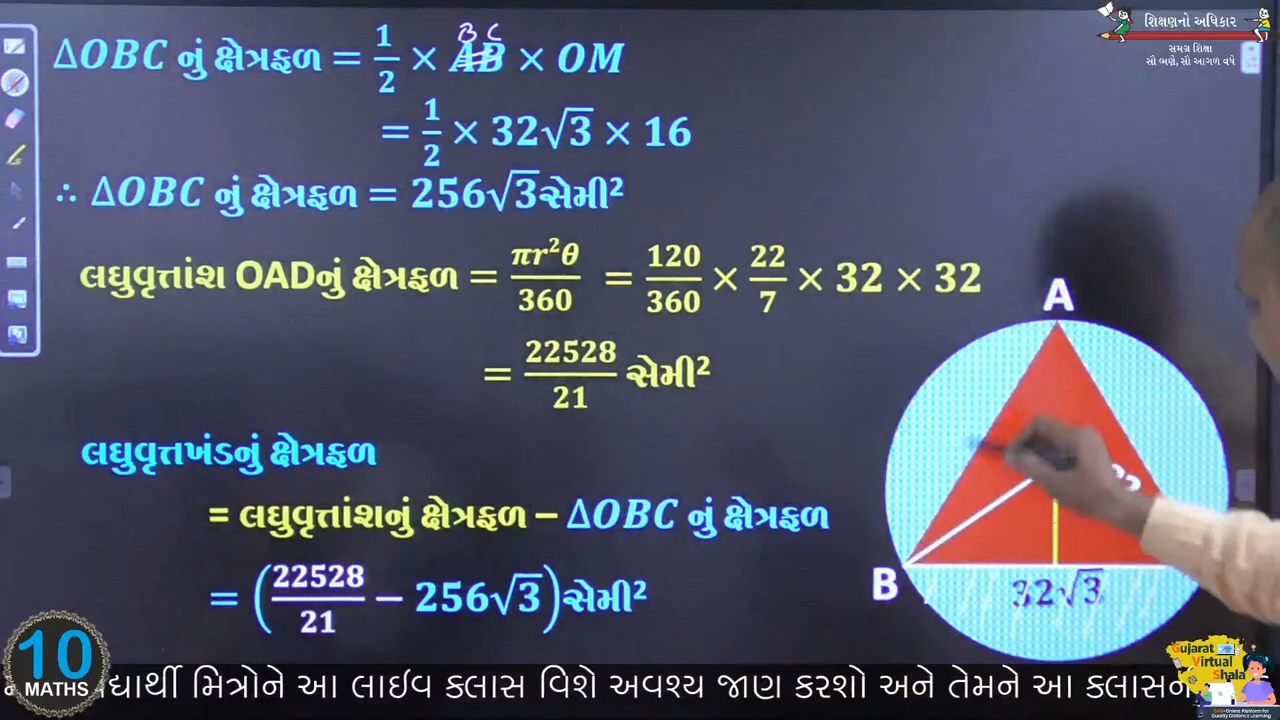 શિક્ષણનો અધિકાર
સમગ્ર શિક્ષા
સૌ ભણે, સૌ આગળ વધે
B C
ΔOBC નું ક્ષેત્રફળ = 1/2 × AB × OM
= 1/2 × 32√3 × 16
∴ ΔOBC નું ક્ષેત્રફળ = 256√3સેમી²
લઘુવૃત્તાંશ OADનું ક્ષેત્રફળ = πr²θ/360 = 120/360 × 22/7 × 32 × 32
= 22528/21 સેમી²
લઘુવૃત્તખંડનું ક્ષેત્રફળ
= લઘુવૃત્તાંશનું ક્ષેત્રફળ − ΔOBC નું ક્ષેત્રફળ
= (22528/21 − 256√3)સેમી²
A
32
B
32√3
10
MATHS
Gujarat
Virtual
Shala
વિદ્યાર્થી મિત્રોને આ લાઈવ ક્લાસ વિશે અવશ્ય જાણ કરશો અને તેમને આ ક્લાસન